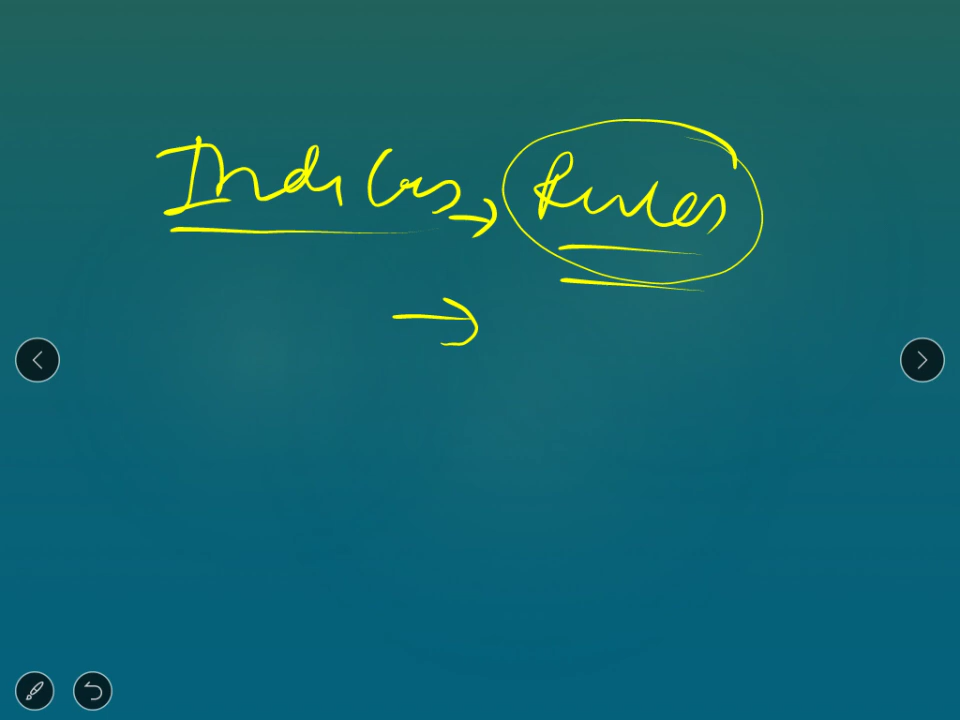 Indices → Rules
→